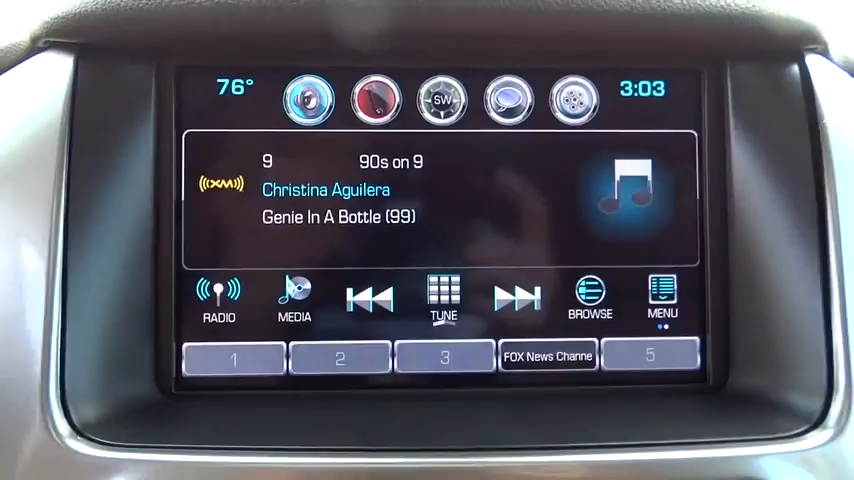 76°
SW
3:03
9 90s on 9
((XM))
Christina Aguilera
Genie In A Bottle (99)
RADIO
MEDIA
TUNE
BROWSE
MENU
1
2
3
FOX News Channe
5